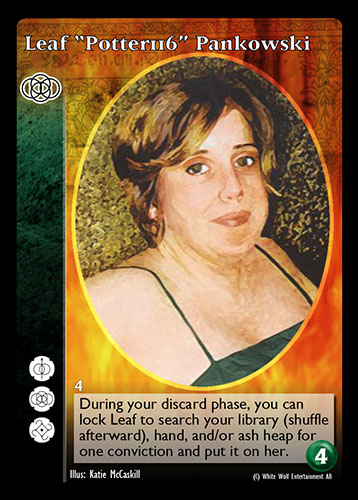 Leaf "Potter116" Pankowski
4
During your discard phase, you can
lock Leaf to search your library (shuffle
afterward), hand, and/or ash heap for
one conviction and put it on her.
4
Illus: Katie McCaskill
(C) White Wolf Entertainment AB